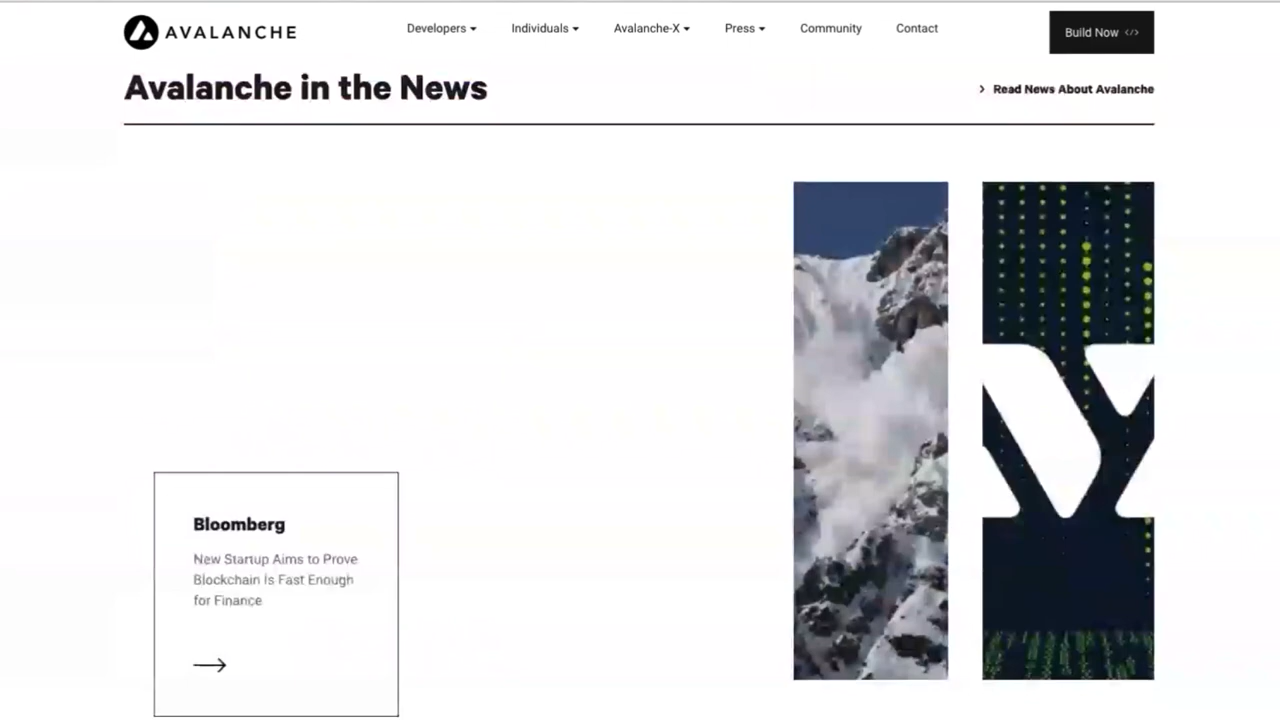 AVALANCHE
Developers
Individuals
Avalanche-X
Press
Community
Contact
Build Now </>
Avalanche in the News
Read News About Avalanche
Bloomberg
New Startup Aims to Prove
Blockchain Is Fast Enough
for Finance